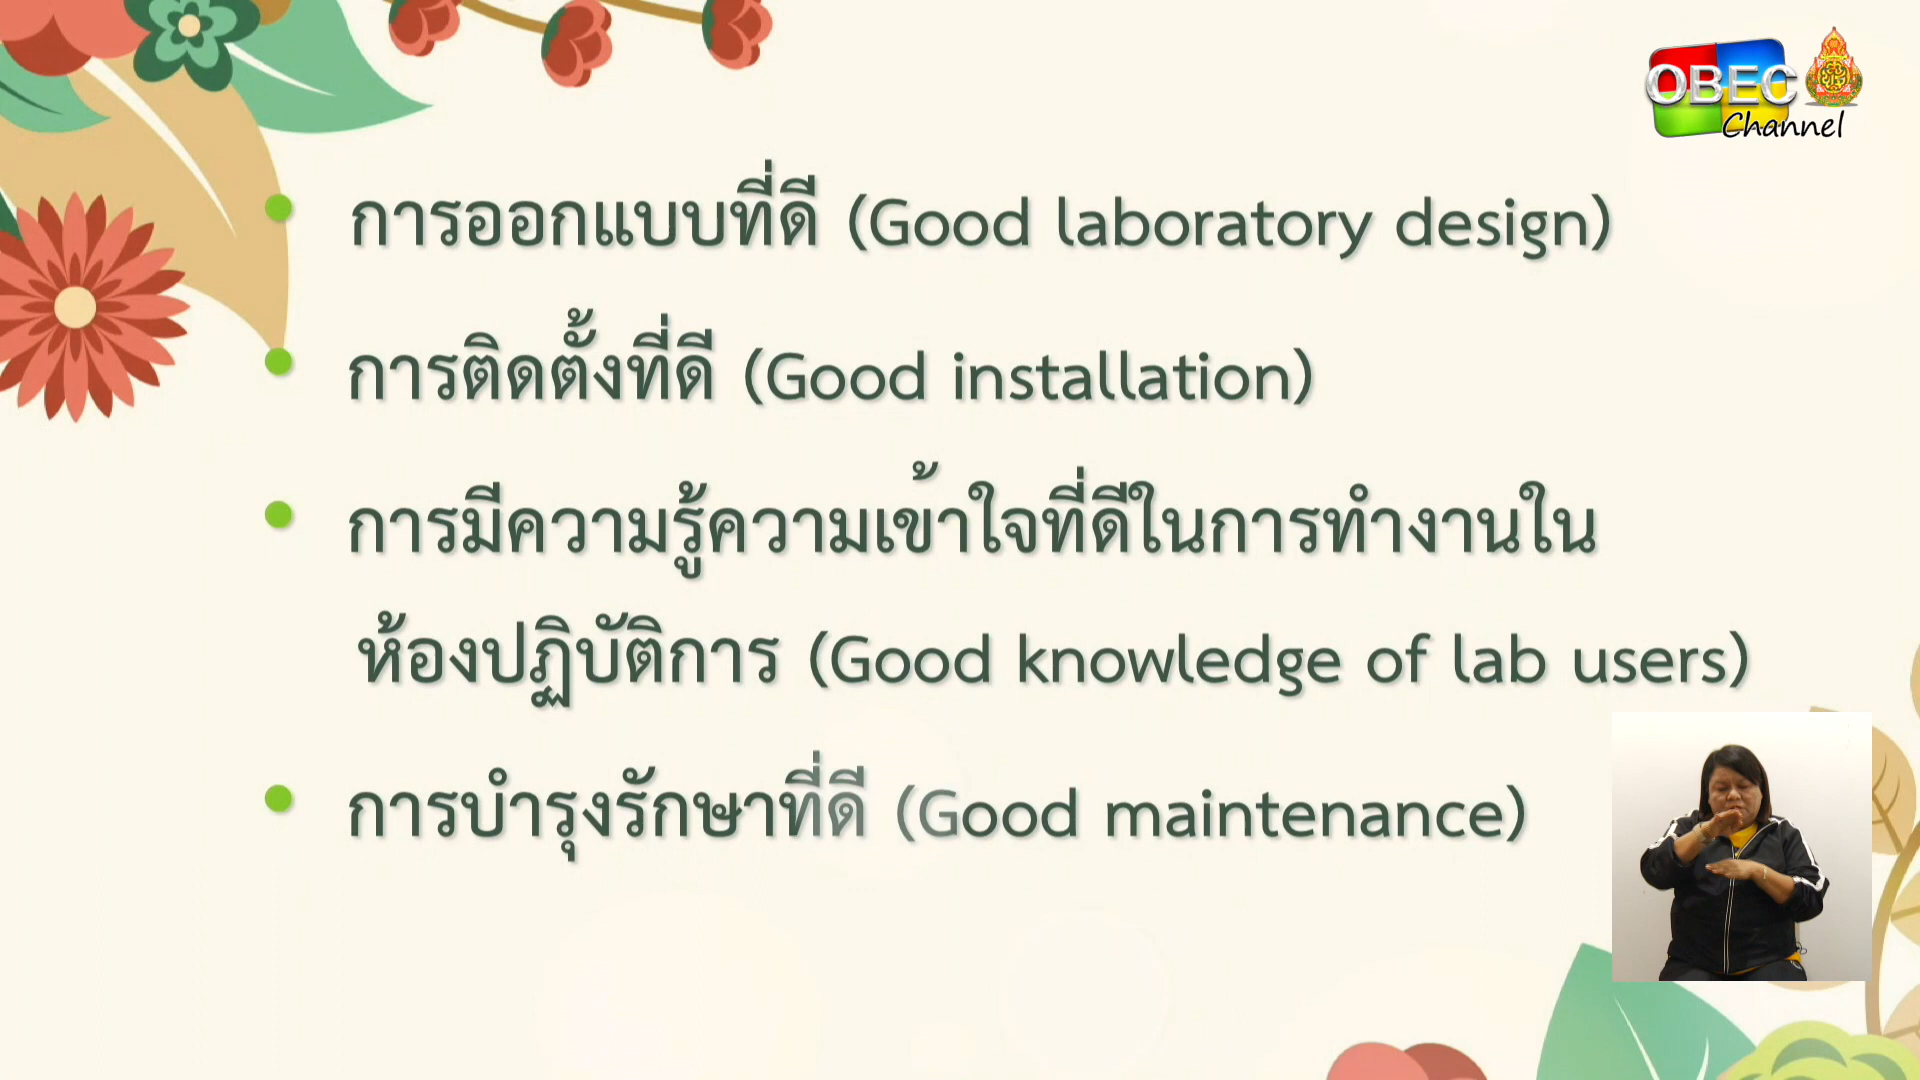 OBEC
Channel
• การออกแบบที่ดี (Good laboratory design)
• การติดตั้งที่ดี (Good installation)
• การมีความรู้ความเข้าใจที่ดีในการทำงานใน
ห้องปฏิบัติการ (Good knowledge of lab users)
• การบำรุงรักษาที่ดี (Good maintenance)